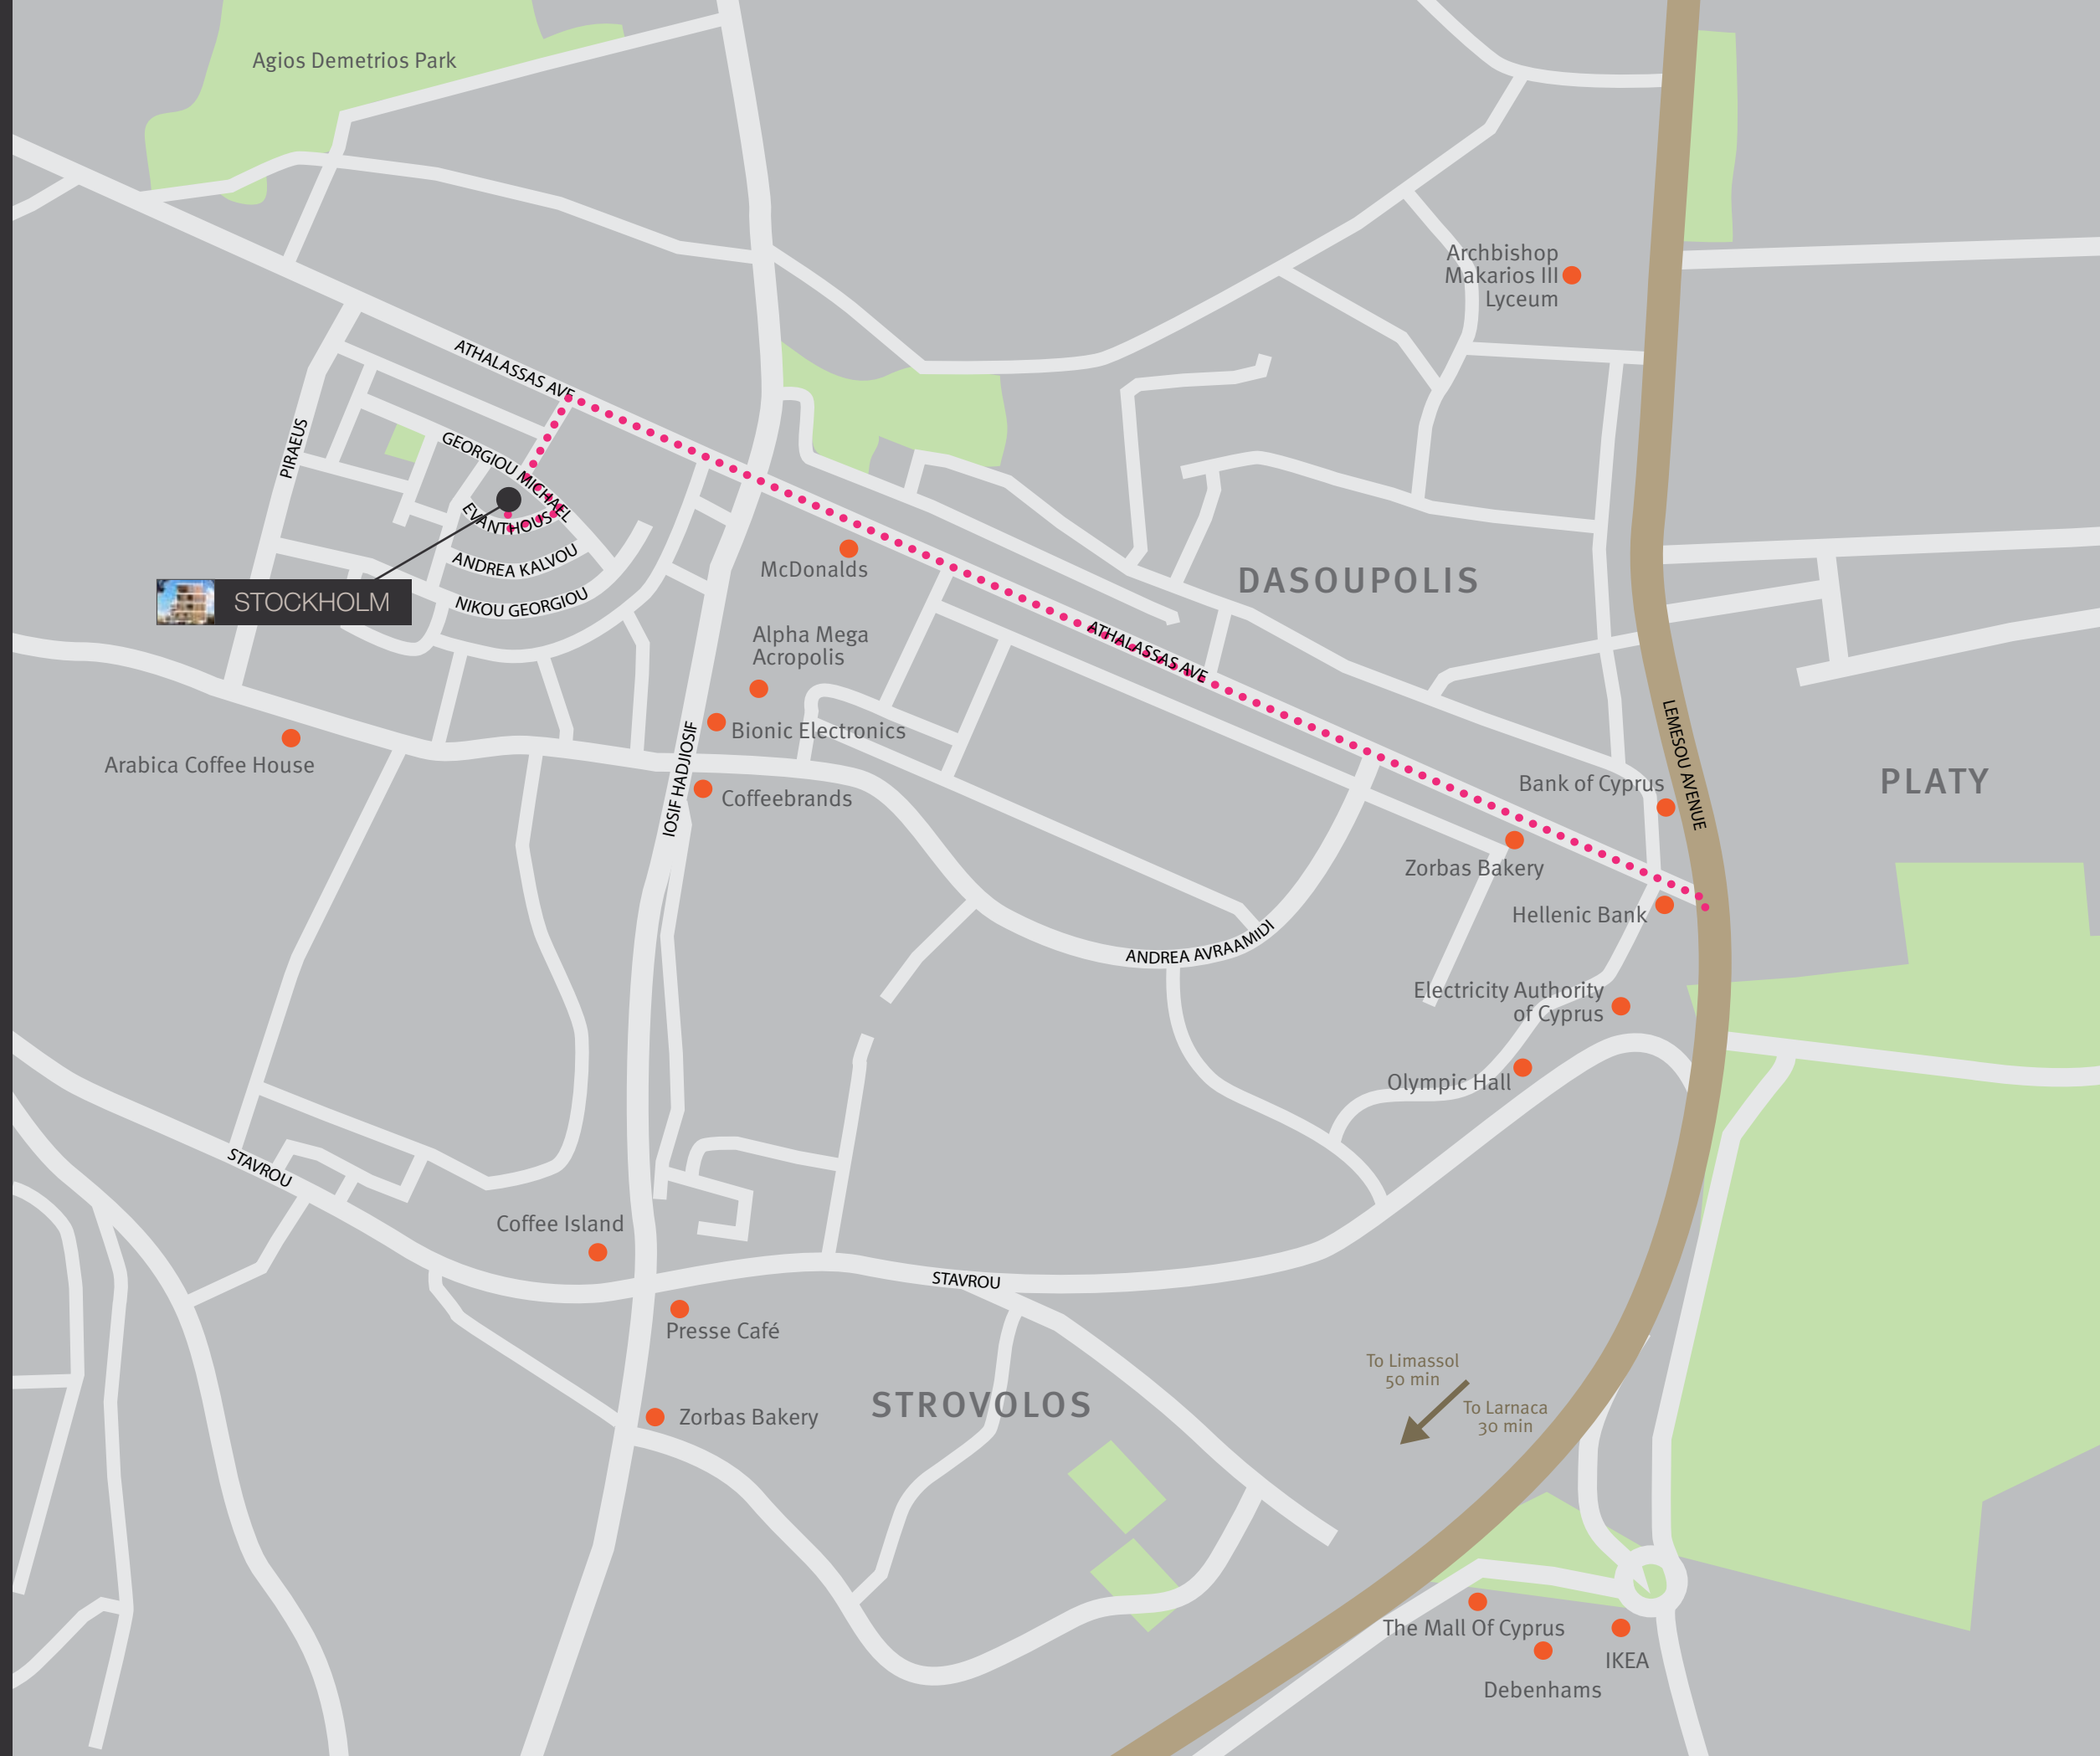 Agios Demetrios Park
Archbishop
Makarios III
Lyceum
ATHALASSAS AVE
PIRAEUS
GEORGIOU MICHAEL
EVANTHOUS
ANDREA KALVOU
NIKOU GEORGIOU
STOCKHOLM
McDonalds
DASOUPOLIS
Alpha Mega
Acropolis
ATHALASSAS AVE
Bionic Electronics
Arabica Coffee House
IOSIF HADJIOSIF
Coffeebrands
LEMESOU AVENUE
PLATY
Bank of Cyprus
Zorbas Bakery
Hellenic Bank
ANDREA AVRAAMIDI
Electricity Authority
of Cyprus
Olympic Hall
STAVROU
Coffee Island
STAVROU
Presse Café
STROVOLOS
Zorbas Bakery
To Limassol
50 min
To Larnaca
30 min
The Mall Of Cyprus
IKEA
Debenhams